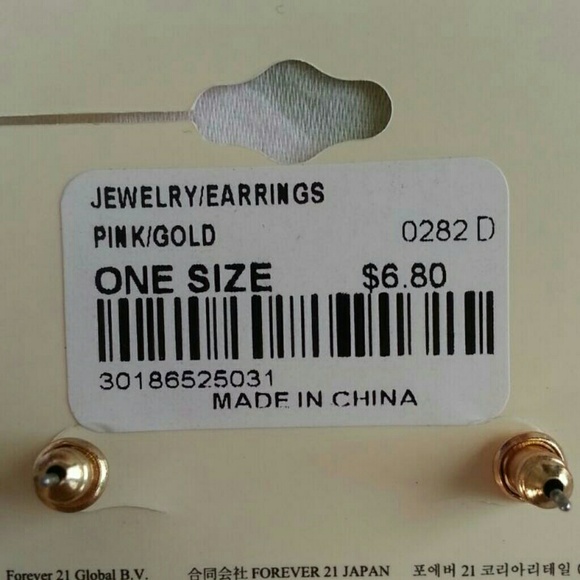 JEWELRY/EARRINGS
PINK/GOLD 0282 D
ONE SIZE $6.80
30186525031
MADE IN CHINA
Forever 21 Global B.V. 合同会社 FOREVER 21 JAPAN 포에버 21 코리아리테일 (